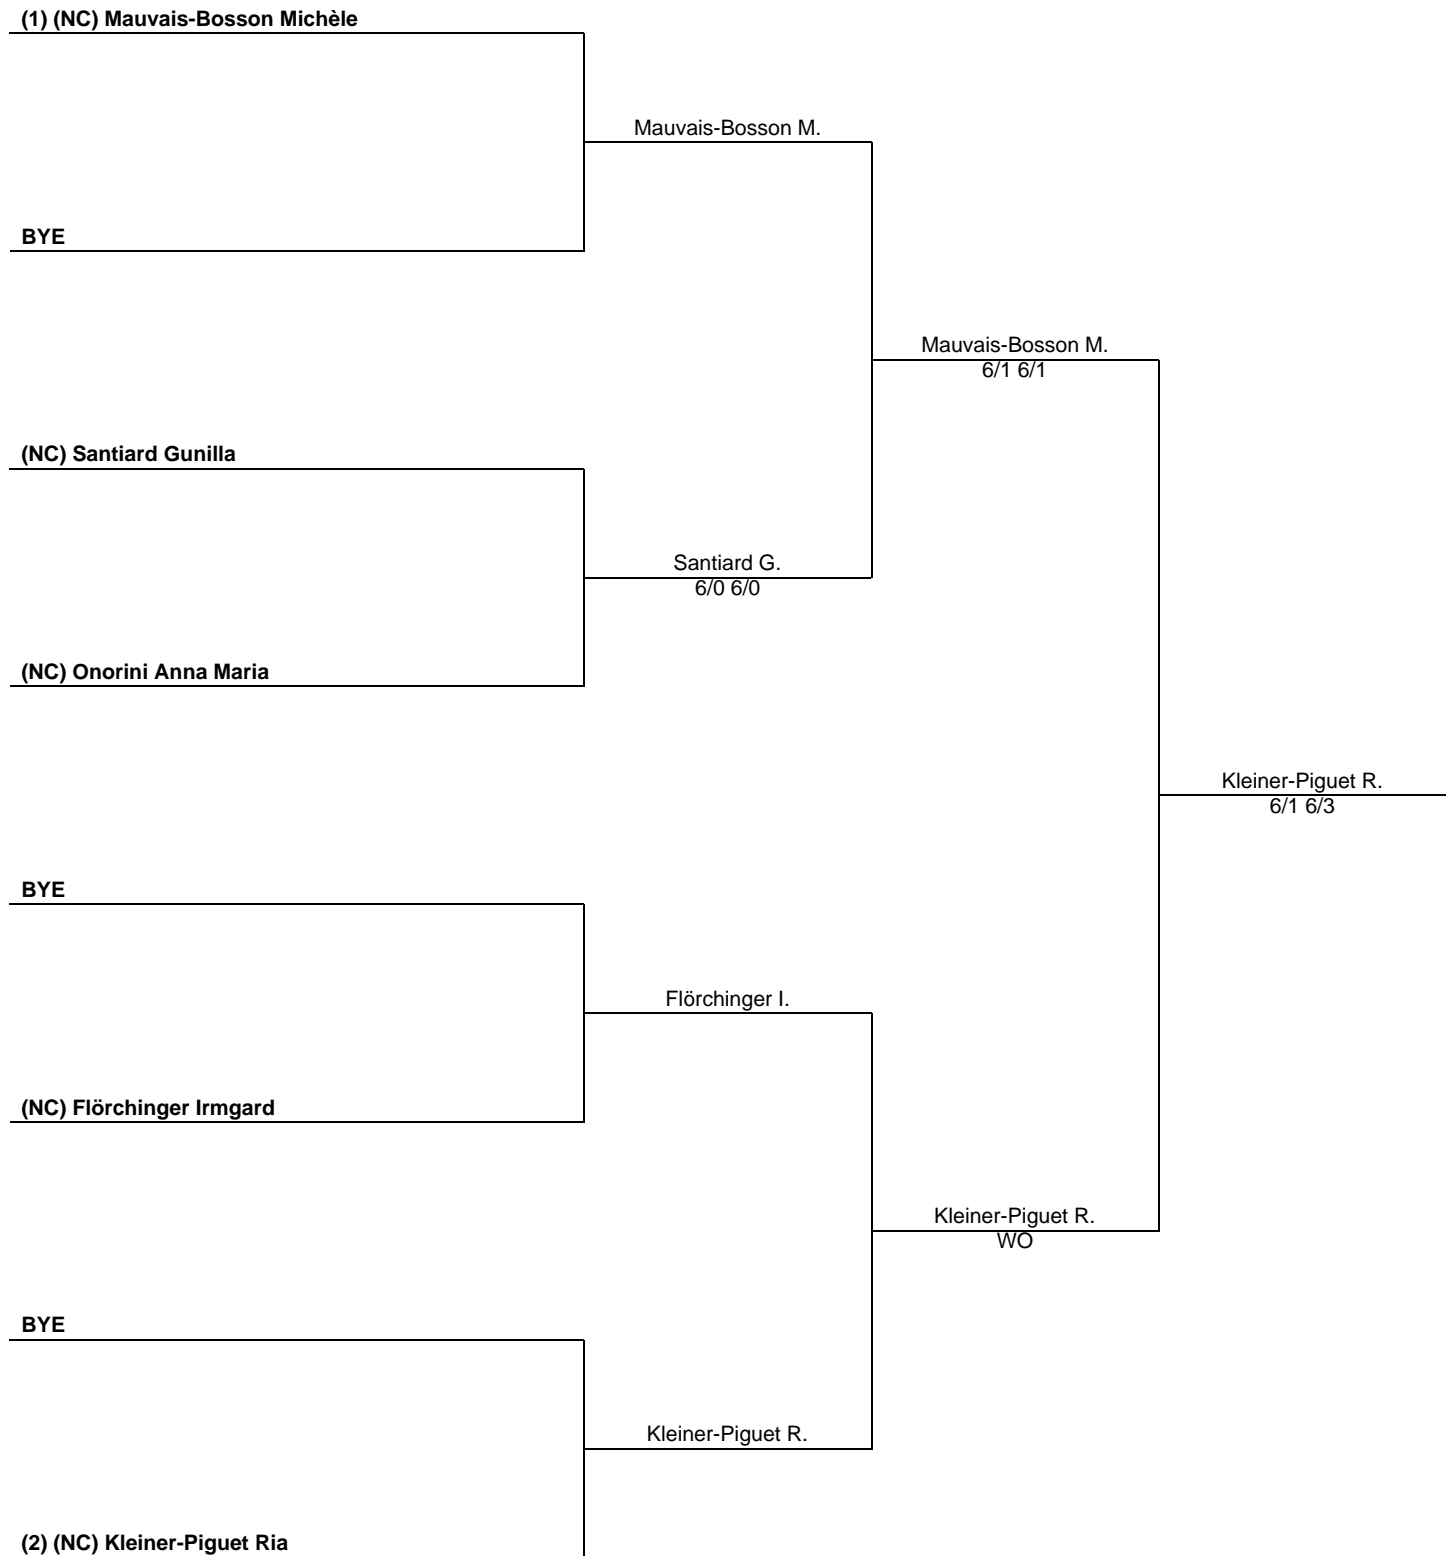 (1) (NC) Mauvais-Bosson Michèle
Mauvais-Bosson M.
BYE
Mauvais-Bosson M.
6/1 6/1
(NC) Santiard Gunilla
Santiard G.
6/0 6/0
(NC) Onorini Anna Maria
Kleiner-Piguet R.
6/1 6/3
BYE
Flörchinger I.
(NC) Flörchinger Irmgard
Kleiner-Piguet R.
WO
BYE
Kleiner-Piguet R.
(2) (NC) Kleiner-Piguet Ria